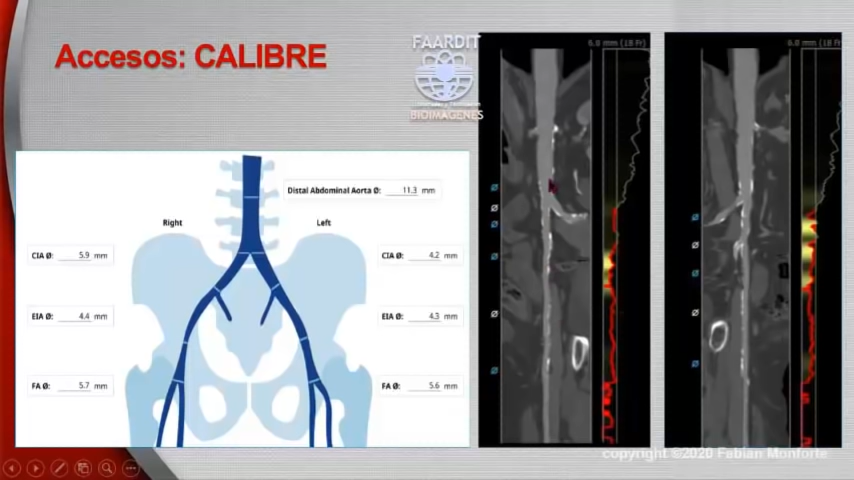 Accesos: CALIBRE
FAARDIT
BIOIMAGENES
6.0 mm (18 Fr)
6.0 mm (18 Fr)
Distal Abdominal Aorta Ø: 11.3 mm
Right
Left
CIA Ø: 5.9 mm
CIA Ø: 4.2 mm
EIA Ø: 4.4 mm
EIA Ø: 4.3 mm
FA Ø: 5.7 mm
FA Ø: 5.6 mm
copyright ©2020 Fabian Monforte